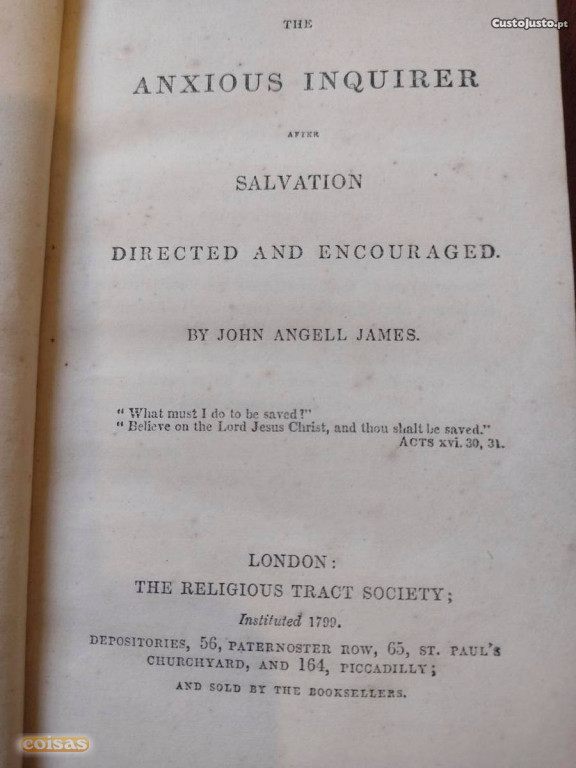 CustoJusto.pt
THE
ANXIOUS INQUIRER
AFTER
SALVATION
DIRECTED AND ENCOURAGED.
BY JOHN ANGELL JAMES.
“ What must I do to be saved?”
“ Believe on the Lord Jesus Christ, and thou shalt be saved.”
ACTS xvi. 30, 31.
LONDON:
THE RELIGIOUS TRACT SOCIETY;
Instituted 1799.
DEPOSITORIES, 56, PATERNOSTER ROW, 65, ST. PAUL'S
CHURCHYARD, AND 164, PICCADILLY;
AND SOLD BY THE BOOKSELLERS.
coisas